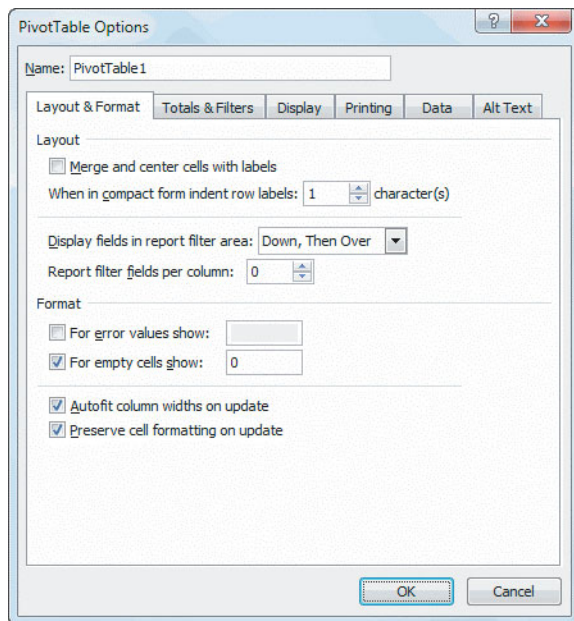 PivotTable Options
Name: PivotTable1
Layout & Format Totals & Filters Display Printing Data Alt Text
Layout
Merge and center cells with labels
When in compact form indent row labels: 1 character(s)
Display fields in report filter area: Down, Then Over
Report filter fields per column: 0
Format
For error values show:
For empty cells show: 0
Autofit column widths on update
Preserve cell formatting on update
OK Cancel